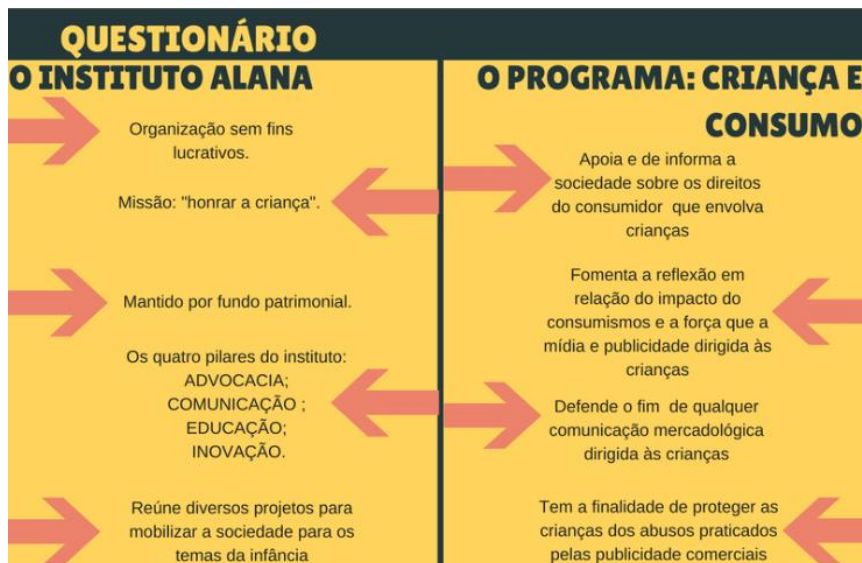 QUESTIONÁRIO
O INSTITUTO ALANA
Organização sem fins
lucrativos.
Missão: "honrar a criança".
Mantido por fundo patrimonial.
Os quatro pilares do instituto:
ADVOCACIA;
COMUNICAÇÃO ;
EDUCAÇÃO;
INOVAÇÃO.
Reúne diversos projetos para
mobilizar a sociedade para os
temas da infância
O PROGRAMA: CRIANÇA E
CONSUMO
Apoia e de informa a
sociedade sobre os direitos
do consumidor que envolva
crianças
Fomenta a reflexão em
relação do impacto do
consumismos e a força que a
mídia e publicidade dirigida às
crianças
Defende o fim de qualquer
comunicação mercadológica
dirigida às crianças
Tem a finalidade de proteger as
crianças dos abusos praticados
pelas publicidade comerciais